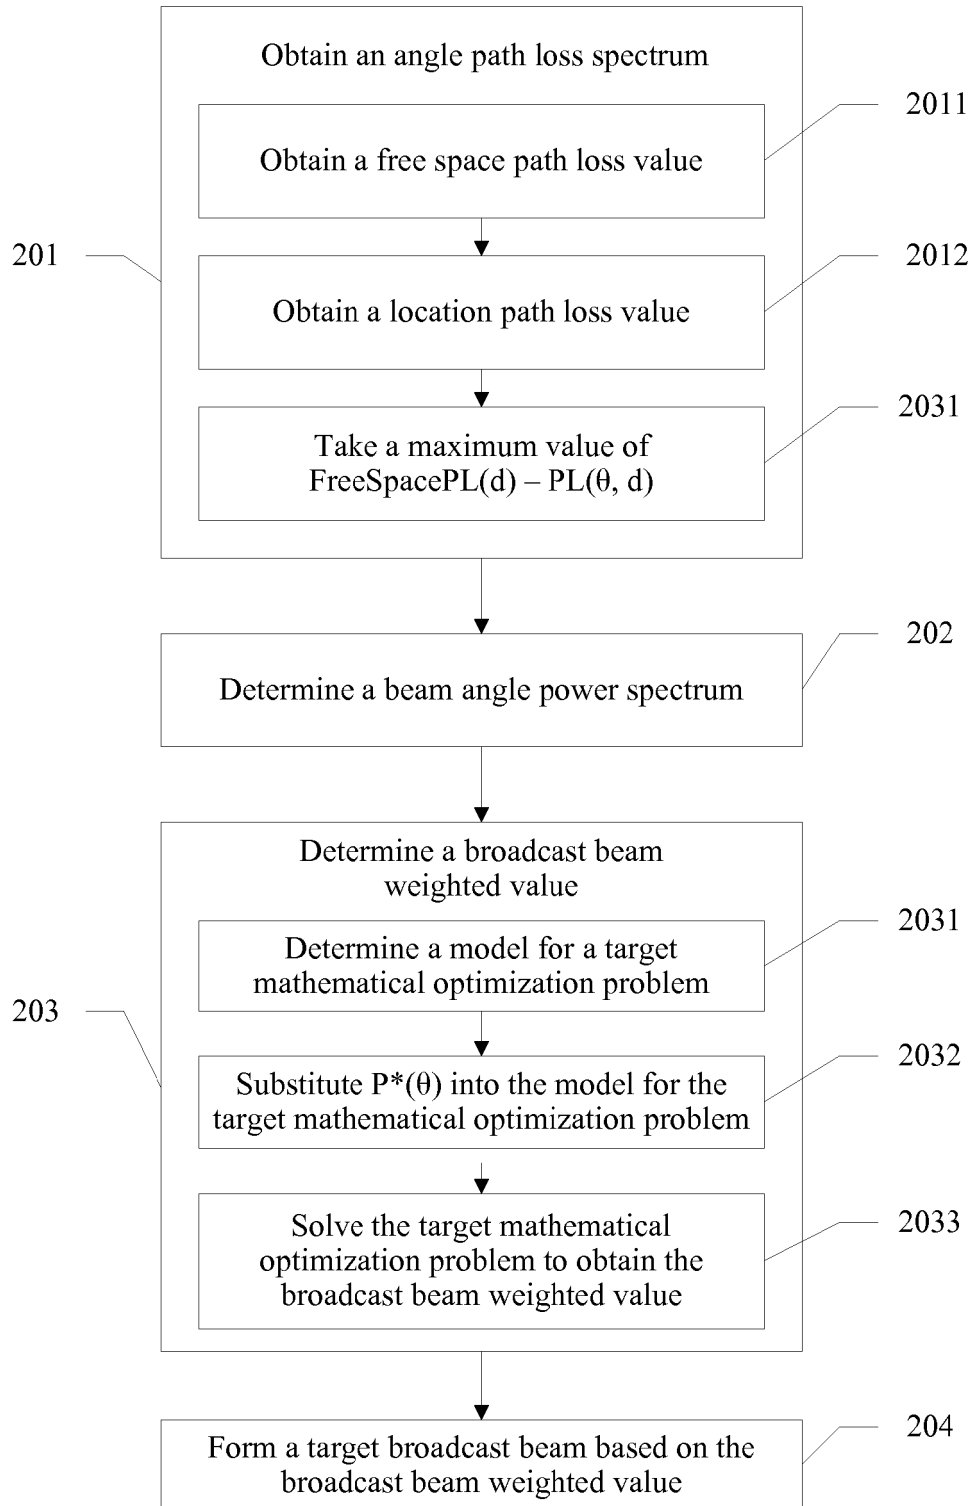 Obtain an angle path loss spectrum
2011
Obtain a free space path loss value
201
2012
Obtain a location path loss value
2031
Take a maximum value of
FreeSpacePL(d) – PL(θ, d)
202
Determine a beam angle power spectrum
Determine a broadcast beam
weighted value
2031
Determine a model for a target
mathematical optimization problem
203
2032
Substitute P*(θ) into the model for the
target mathematical optimization problem
2033
Solve the target mathematical
optimization problem to obtain the
broadcast beam weighted value
204
Form a target broadcast beam based on the
broadcast beam weighted value